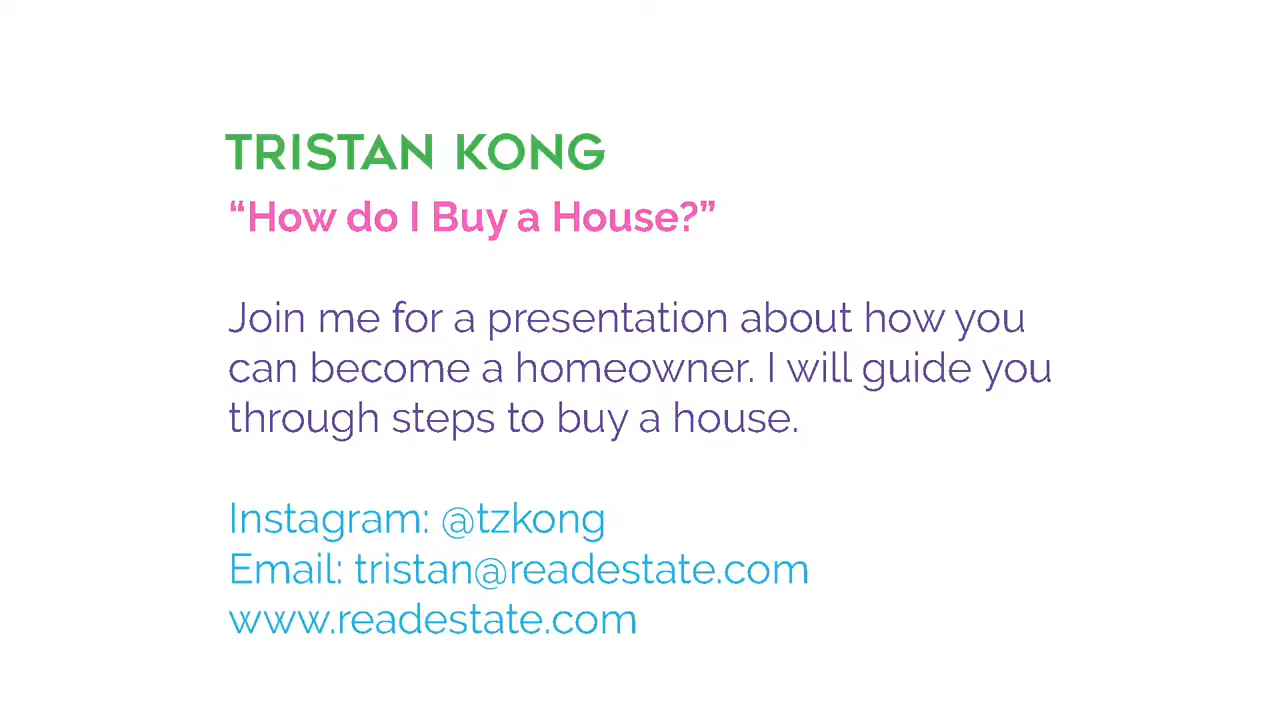 TRISTAN KONG
“How do I Buy a House?”
Join me for a presentation about how you
can become a homeowner. I will guide you
through steps to buy a house.
Instagram: @tzkong
Email: tristan@readestate.com
www.readestate.com